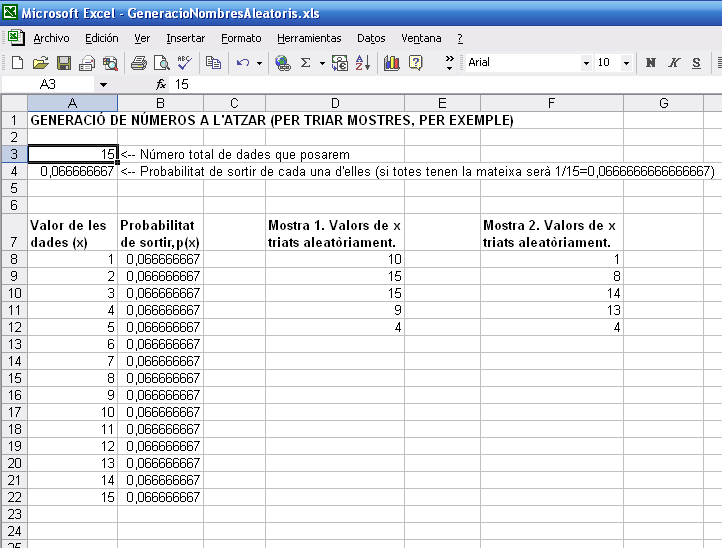 Microsoft Excel - GeneracioNombresAleatoris.xls
Archivo Edición Ver Insertar Formato Herramientas Datos Ventana ?
Arial 10 N K S
A3 fx 15
A B C D E F G
1 GENERACIÓ DE NÚMEROS A L'ATZAR (PER TRIAR MOSTRES, PER EXEMPLE)
2
3 15 <-- Número total de dades que posarem
4 0,066666667 <-- Probabilitat de sortir de cada una d'elles (si totes tenen la mateixa serà 1/15=0,0666666666666667)
5
6
Valor de les Probabilitat Mostra 1. Valors de x Mostra 2. Valors de x
7 dades (x) de sortir,p(x) triats aleatòriament. triats aleatòriament.
8 1 0,066666667 10 1
9 2 0,066666667 15 8
10 3 0,066666667 15 14
11 4 0,066666667 9 13
12 5 0,066666667 4 4
13 6 0,066666667
14 7 0,066666667
15 8 0,066666667
16 9 0,066666667
17 10 0,066666667
18 11 0,066666667
19 12 0,066666667
20 13 0,066666667
21 14 0,066666667
22 15 0,066666667
23
24
25